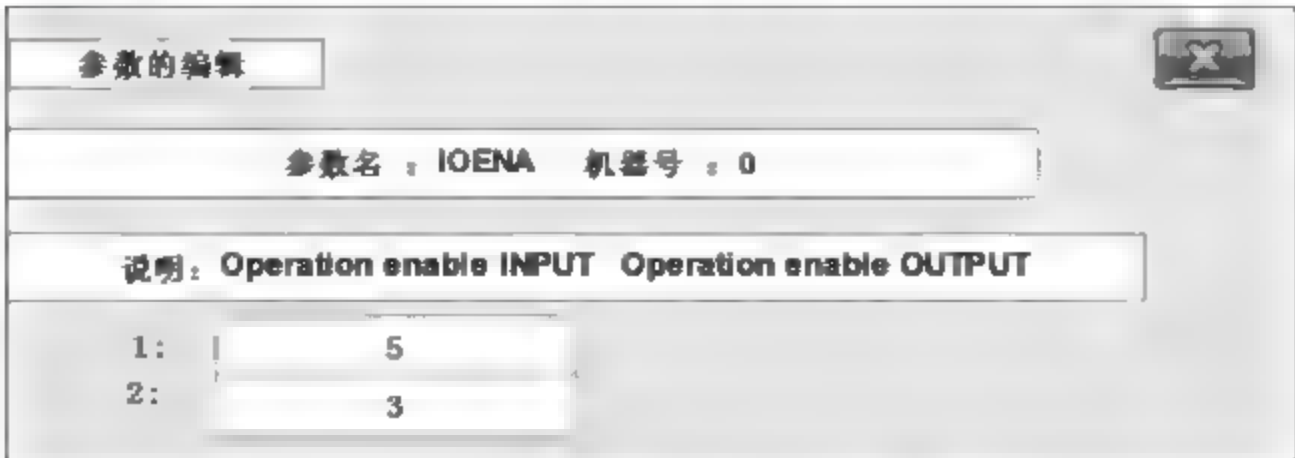 参数的编辑
X
参数名 : IOENA 机器号 : 0
说明: Operation enable INPUT Operation enable OUTPUT
1: 5
2: 3